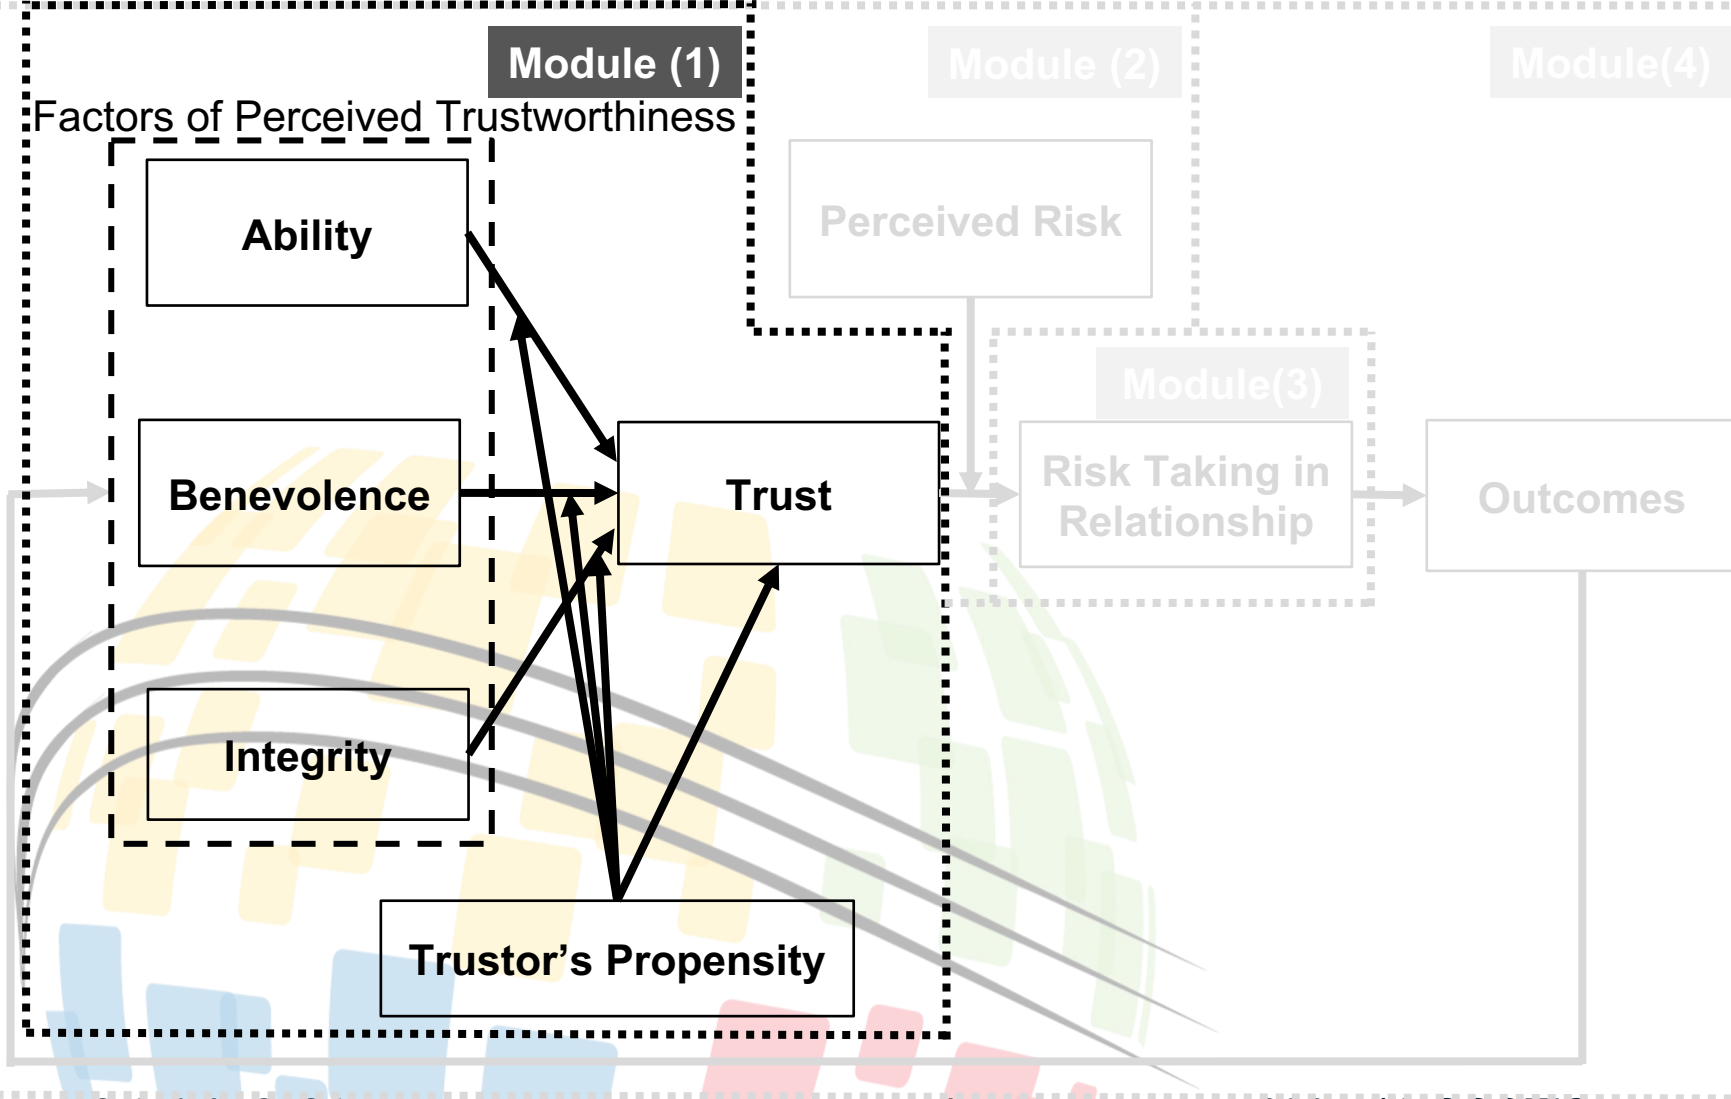 Module (1)
Module (2)
Module(4)
Factors of Perceived Trustworthiness
Ability
Perceived Risk
Module(3)
Benevolence
Trust
Risk Taking in
Relationship
Outcomes
Integrity
Trustor’s Propensity